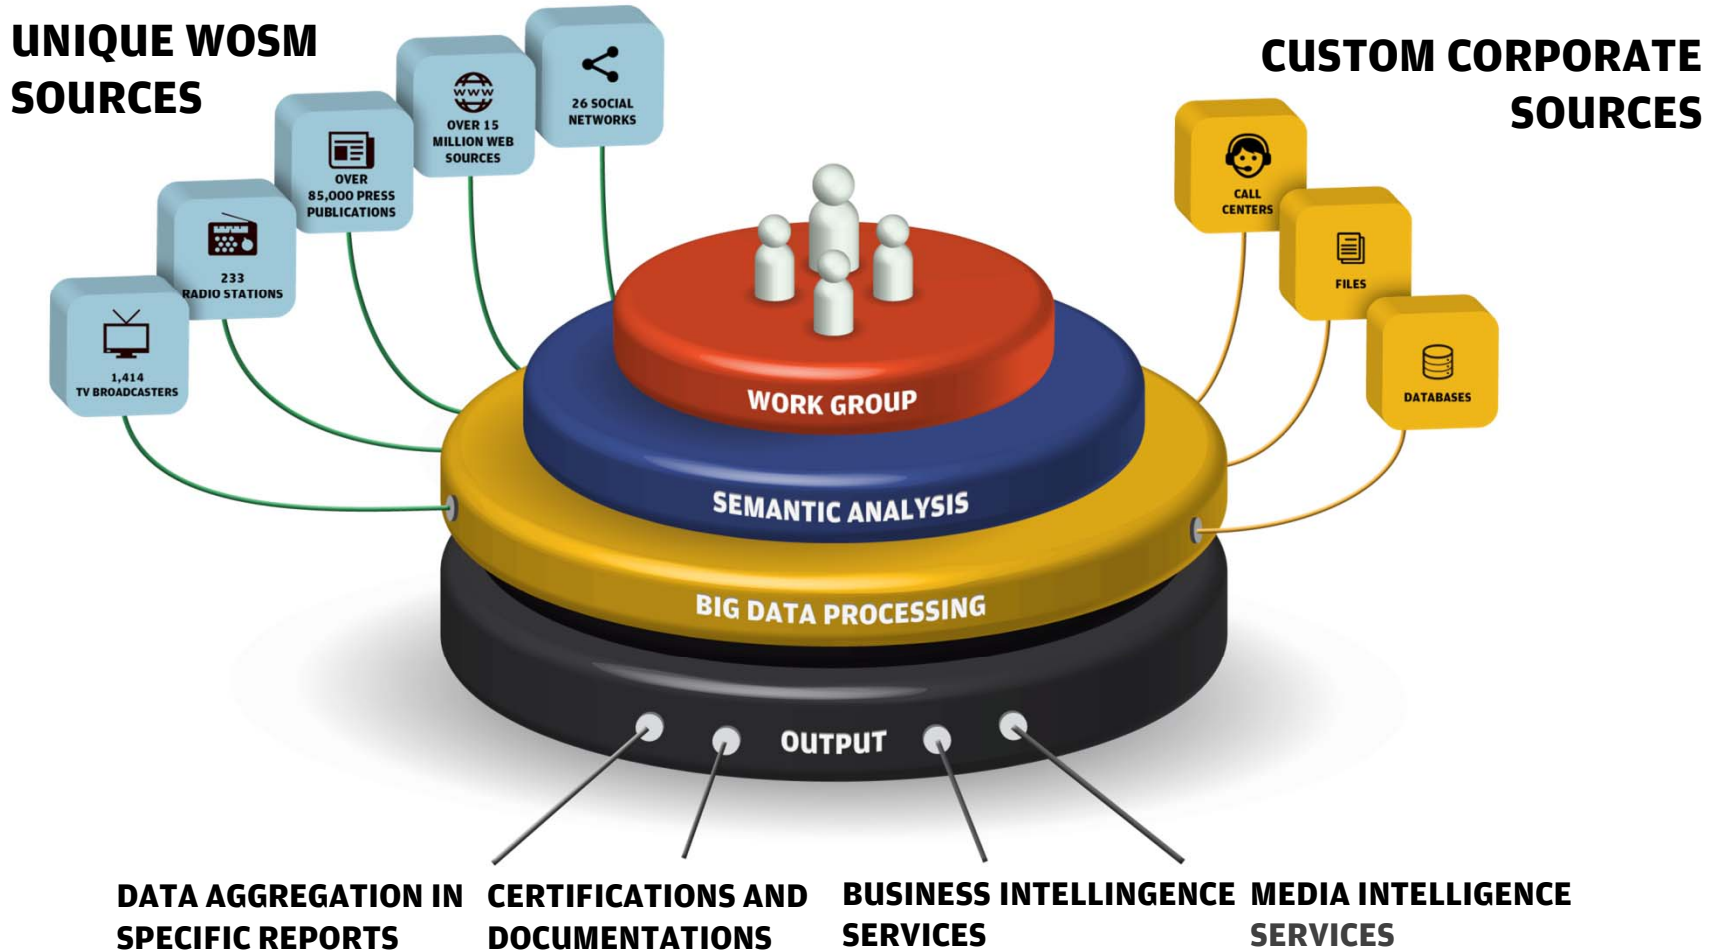 UNIQUE WOSM
SOURCES
CUSTOM CORPORATE
SOURCES
26 SOCIAL
NETWORKS
OVER 15
MILLION WEB
SOURCES
OVER
85,000 PRESS
PUBLICATIONS
233
RADIO STATIONS
1,414
TV BROADCASTERS
CALL
CENTERS
FILES
DATABASES
WORK GROUP
SEMANTIC ANALYSIS
BIG DATA PROCESSING
OUTPUT
DATA AGGREGATION IN
SPECIFIC REPORTS
CERTIFICATIONS AND
DOCUMENTATIONS
BUSINESS INTELLINGENCE
SERVICES
MEDIA INTELLIGENCE
SERVICES
WWW